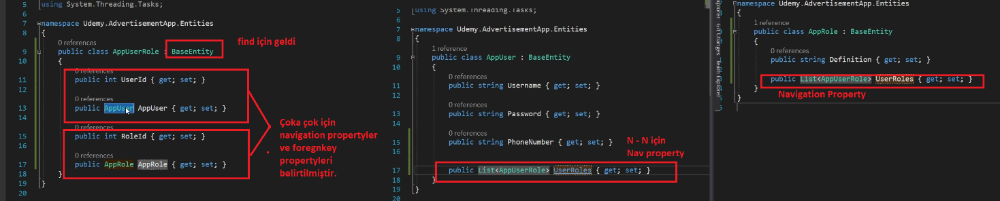 5 using System.Threading.Tasks;
6
7 namespace Udemy.AdvertisementApp.Entities
8 {
0 references
9 public class AppUserRole : BaseEntity
find için geldi
10 {
0 references
11 public int UserId { get; set; }
12
0 references
13 public AppUser AppUser { get; set; }
14
0 references
15 public int RoleId { get; set; }
16
0 references
17 public AppRole AppRole { get; set; }
18 }
19 }
20
Çoka çok için
navigation propertyler
ve foregnkey
propertyleri
belirtilmiştir.
5 using System.Threading.Tasks;
6
7 namespace Udemy.AdvertisementApp.Entities
8 {
1 reference
9 public class AppUser : BaseEntity
10 {
0 references
11 public string Username { get; set; }
12
0 references
13 public string Password { get; set; }
14
0 references
15 public string PhoneNumber { get; set; }
16
N - N için
Nav property
17 public List<AppUserRole> UserRoles { get; set; }
18 }
19 }
20
Git Changes
Team Explorer
namespace Udemy.AdvertisementApp.Entities
{
1 reference
public class AppRole : BaseEntity
{
0 references
public string Definition { get; set; }
0 references
public List<AppUserRole> UserRoles { get; set; }
}
Navigation Property
}